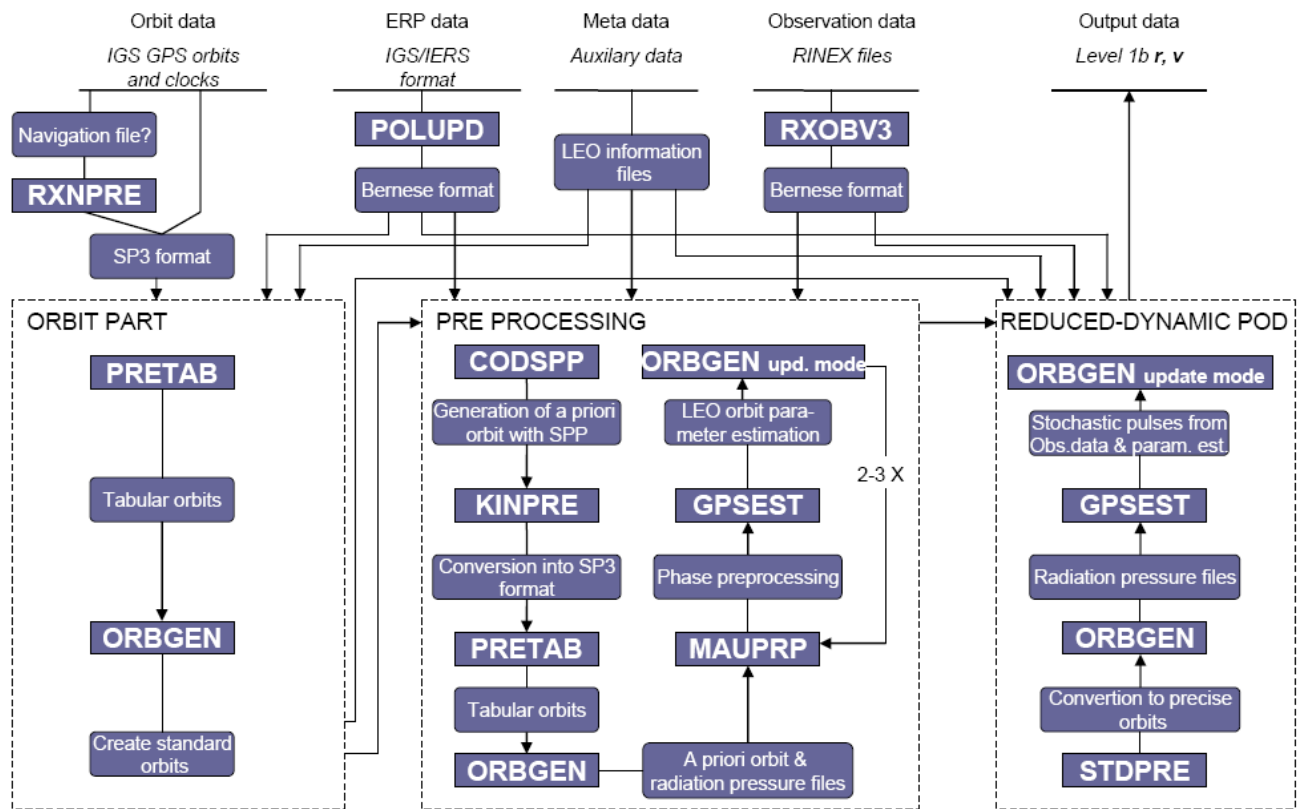 Orbit data
IGS GPS orbits
and clocks
ERP data
IGS/IERS
format
Meta data
Auxilary data
Observation data
RINEX files
Output data
Level 1b r, v
Navigation file?
RXNPRE
SP3 format
POLUPD
Bernese format
LEO information
files
RXOBV3
Bernese format
ORBIT PART
PRETAB
Tabular orbits
ORBGEN
Create standard
orbits
PRE PROCESSING
CODSPP
Generation of a priori
orbit with SPP
KINPRE
Conversion into SP3
format
PRETAB
Tabular orbits
ORBGEN
ORBGEN upd. mode
LEO orbit para-
meter estimation
GPSEST
Phase preprocessing
MAUPRP
A priori orbit &
radiation pressure files
2-3 X
REDUCED-DYNAMIC POD
ORBGEN update mode
Stochastic pulses from
Obs.data & param. est.
GPSEST
Radiation pressure files
ORBGEN
Convertion to precise
orbits
STDPRE